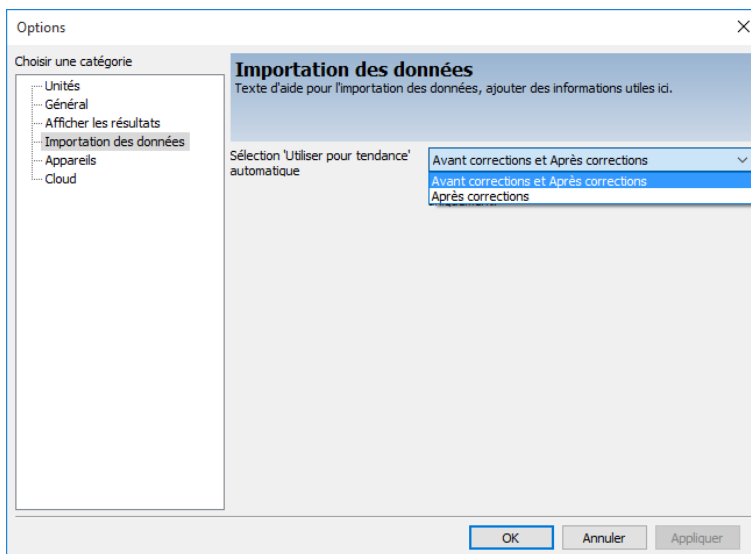 Options
Choisir une catégorie
Unités
Général
Afficher les résultats
Importation des données
Appareils
Cloud
Importation des données
Texte d'aide pour l'importation des données, ajouter des informations utiles ici.
Sélection 'Utiliser pour tendance'
automatique
Avant corrections et Après corrections
Avant corrections et Après corrections
Après corrections
OK
Annuler
Appliquer